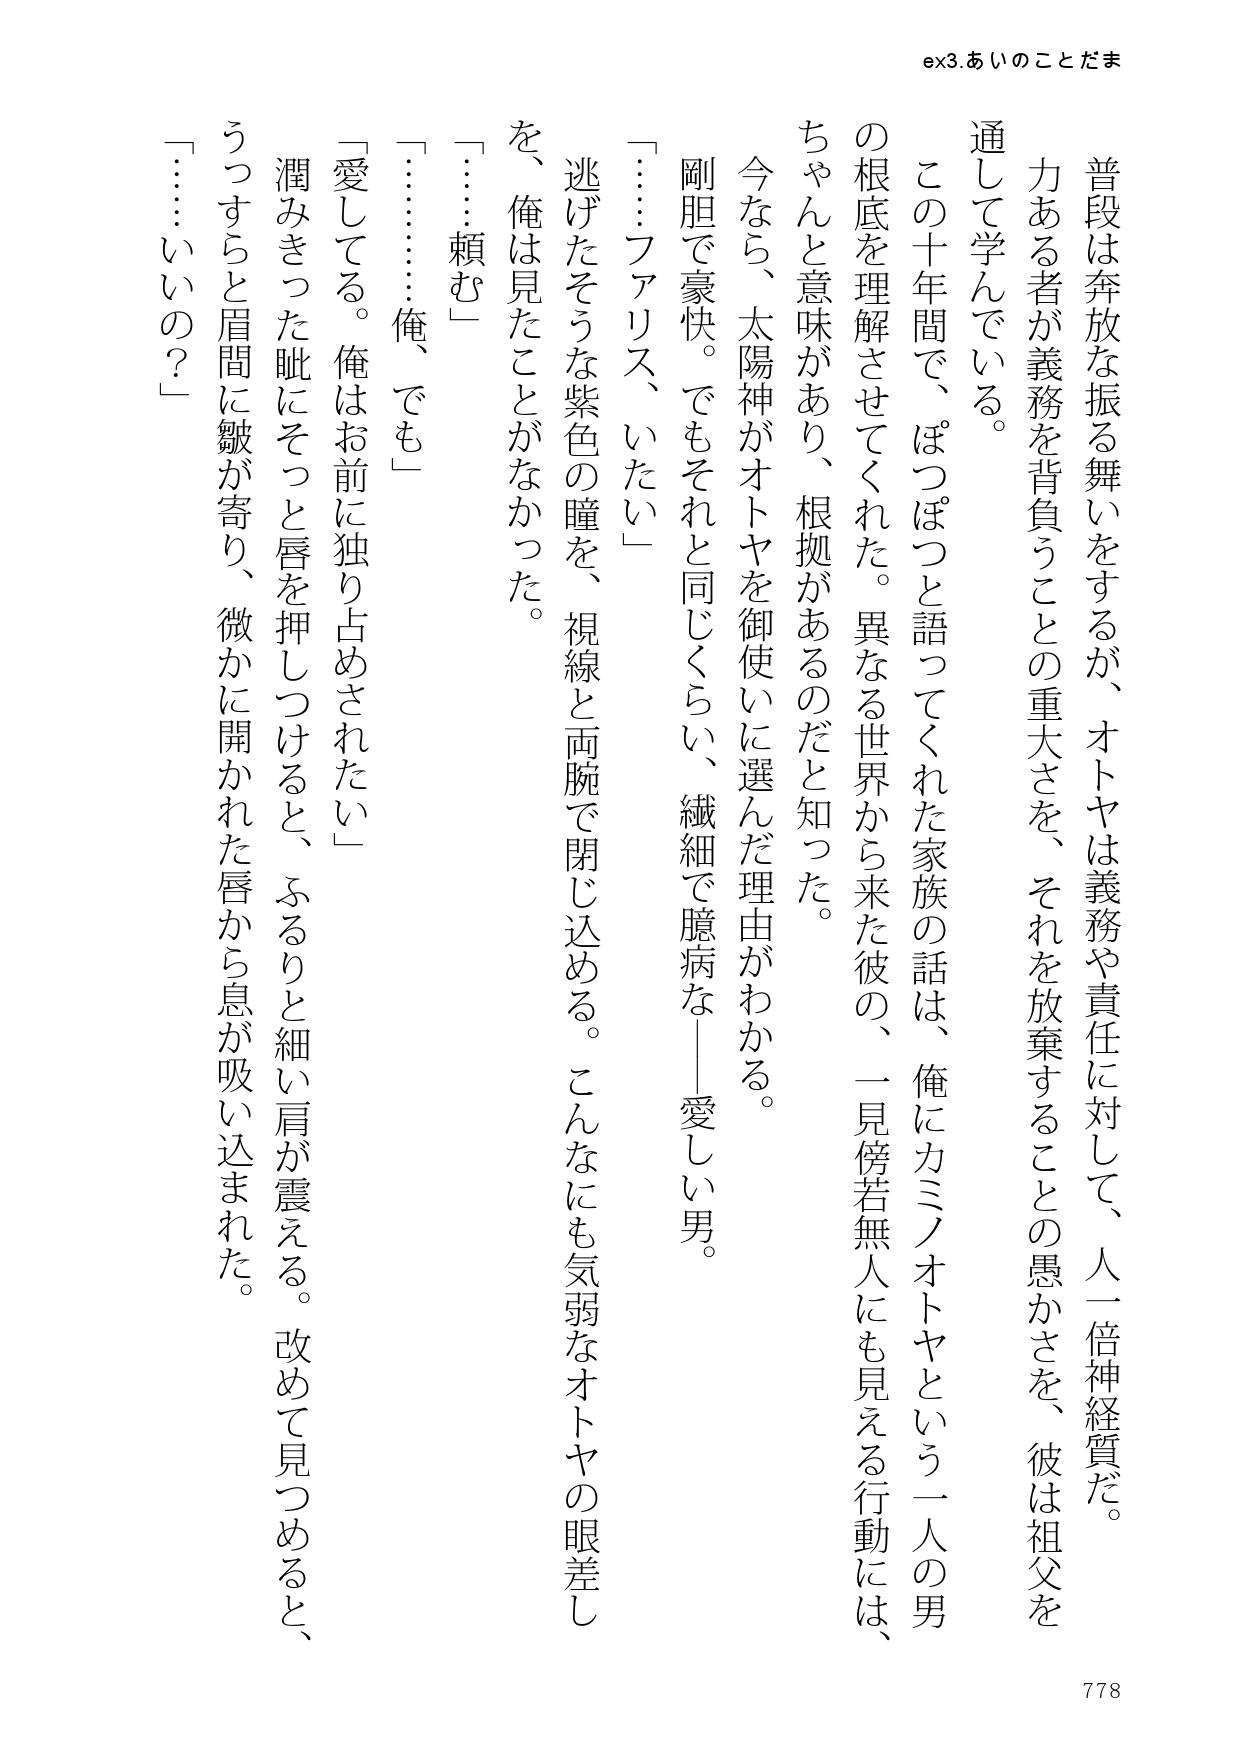 ex3.あいのことだま
普段は奔放な振る舞いをするが、オトヤは義務や責任に対して、人一倍神経質だ。
力ある者が義務を背負うことの重大さを、それを放棄することの愚かさを、彼は祖父を
通して学んでいる。
この十年間で、ぽつぽつと語ってくれた家族の話は、俺にカミノオトヤという一人の男
の根底を理解させてくれた。異なる世界から来た彼の、一見傍若無人にも見える行動には、
ちゃんと意味があり、根拠があるのだと知った。
今なら、太陽神がオトヤを御使いに選んだ理由がわかる。
剛胆で豪快。でもそれと同じくらい、繊細で臆病な――愛しい男。
「……ファリス、いたい」
逃げたそうな紫色の瞳を、視線と両腕で閉じ込める。こんなにも気弱なオトヤの眼差し
を、俺は見たことがなかった。
「……頼む」
「…………俺、でも」
「愛してる。俺はお前に独り占めされたい」
潤みきった眦にそっと唇を押しつけると、ふるりと細い肩が震える。改めて見つめると、
うっすらと眉間に皺が寄り、微かに開かれた唇から息が吸い込まれた。
「……いいの？」
778